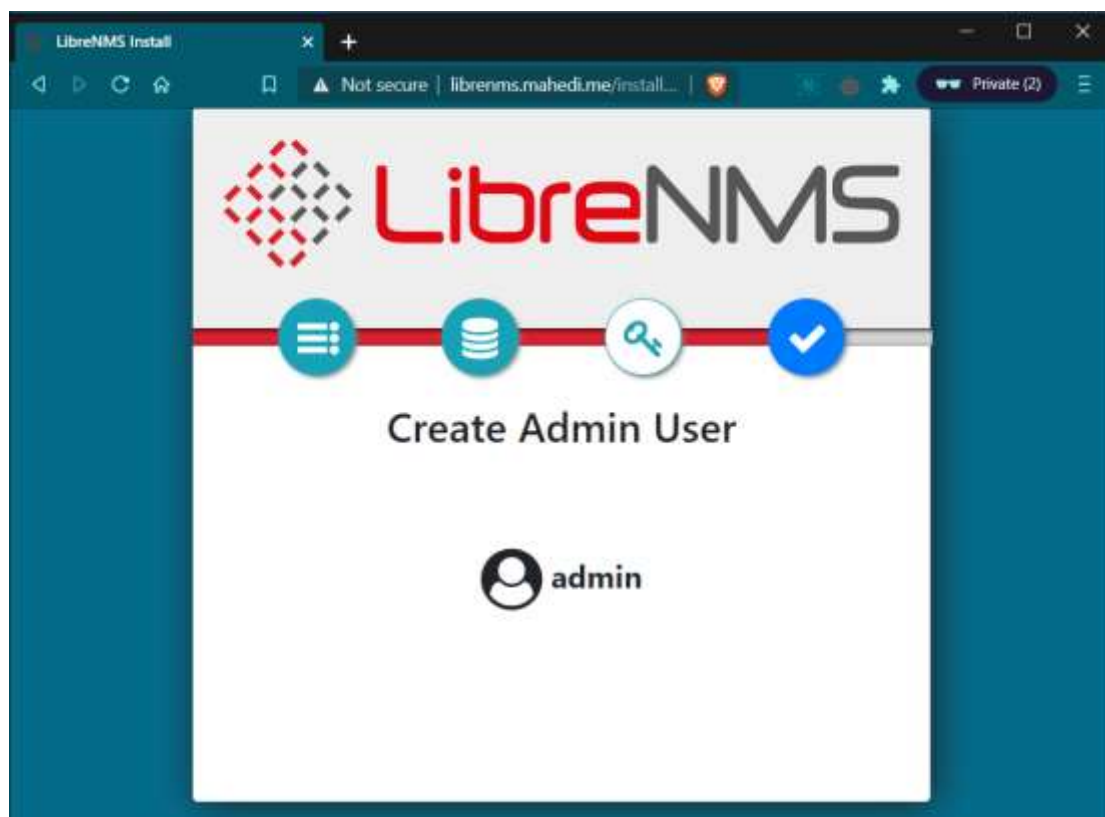 LibreNMS Install
Not secure | librenms.mahedi.me/install... Private (2)
LibreNMS
Create Admin User
admin